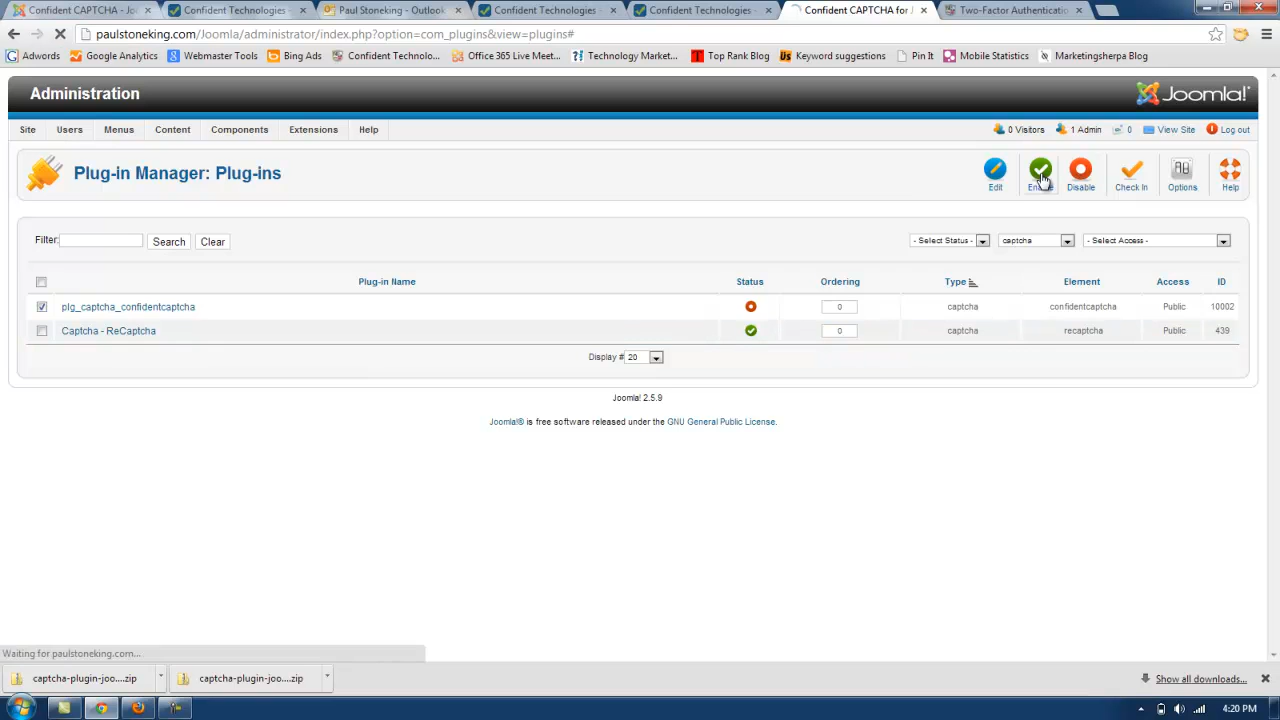 Confident CAPTCHA - Jo
Confident Technologies
Paul Stoneking - Outlook
Confident Technologies
Confident Technologies
Confident CAPTCHA for J
Two-Factor Authenticatio
paulstoneking.com/Joomla/administrator/index.php?option=com_plugins&view=plugins#
Adwords
Google Analytics
Webmaster Tools
Bing Ads
Confident Technolo...
Office 365 Live Meet...
Technology Market...
Top Rank Blog
Keyword suggestions
Pin It
Mobile Statistics
Marketingsherpa Blog
Administration
Joomla!
Site Users Menus Content Components Extensions Help
0 Visitors 1 Admin 0 View Site Log out
Plug-in Manager: Plug-ins
Edit Disable Check In Options Help
Filter: Search Clear - Select Status - captcha - Select Access -
Plug-in Name Status Ordering Type Element Access ID
plg_captcha_confidentcaptcha 0 captcha confidentcaptcha Public 10002
Captcha - ReCaptcha 0 captcha recaptcha Public 439
Display # 20
Joomla! 2.5.9
Joomla!® is free software released under the GNU General Public License.
Waiting for paulstoneking.com...
captcha-plugin-joo....zip
captcha-plugin-joo....zip
Show all downloads...
4:20 PM